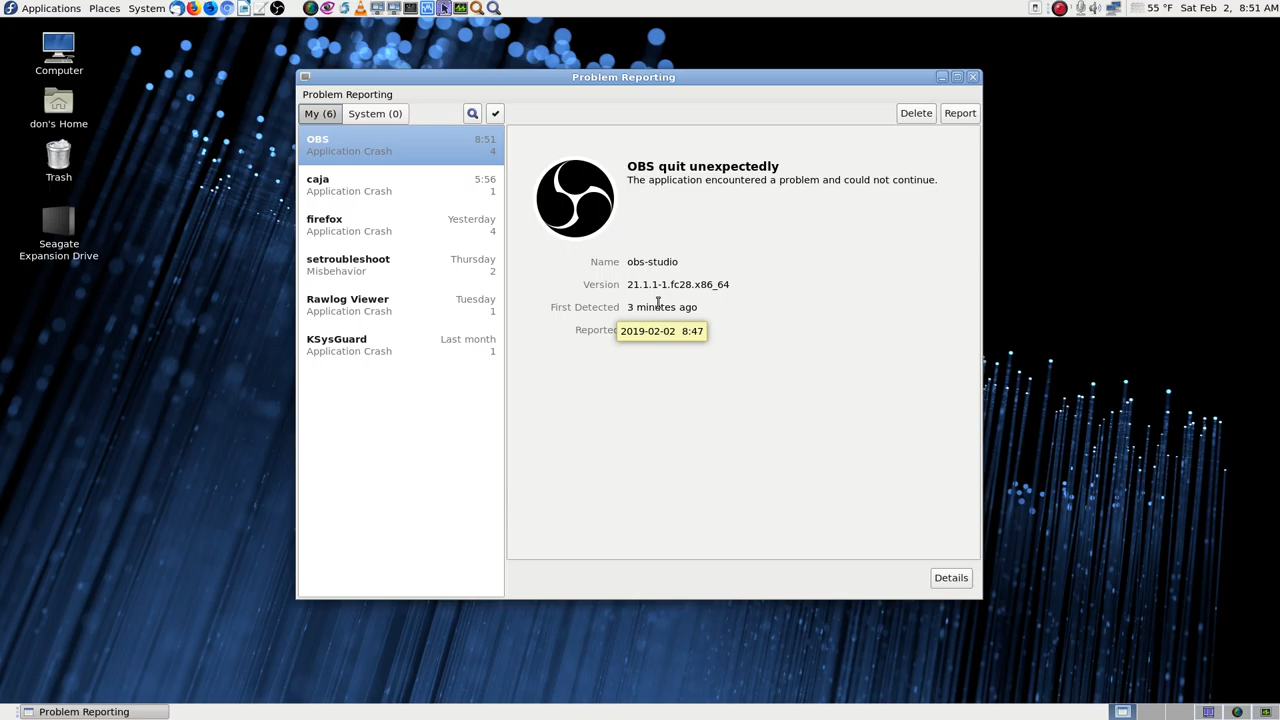 Applications Places System 55 °F Sat Feb 2, 8:51 AM
Computer
don's Home
Trash
Seagate
Expansion Drive
Problem Reporting
Problem Reporting
My (6) System (0) Delete Report
OBS 8:51
Application Crash 4
caja 5:56
Application Crash 1
firefox Yesterday
Application Crash 4
setroubleshoot Thursday
Misbehavior 2
Rawlog Viewer Tuesday
Application Crash 1
KSysGuard Last month
Application Crash 1
OBS quit unexpectedly
The application encountered a problem and could not continue.
Name obs-studio
Version 21.1.1-1.fc28.x86_64
First Detected 3 minutes ago
Reported 2019-02-02 8:47
Details
Problem Reporting